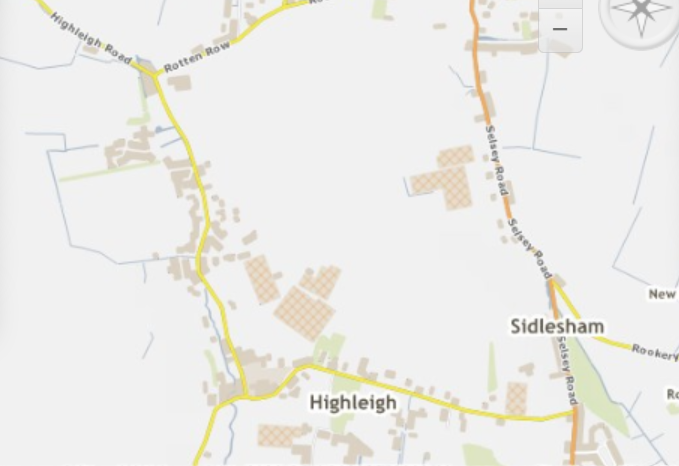 Highleigh Road
Rotten Row
Selsey Road
Selsey Road
New
Sidlesham
Selsey Road
Rookery
Highleigh